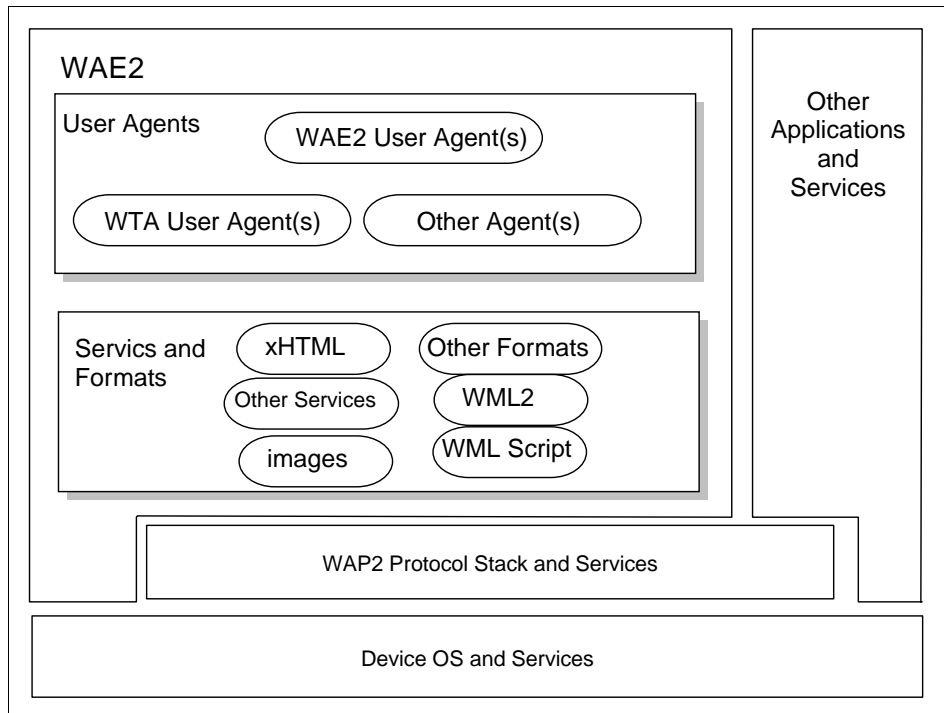 WAE2
User Agents
WAE2 User Agent(s)
WTA User Agent(s)
Other Agent(s)
Servics and
Formats
xHTML
Other Formats
Other Services
WML2
images
WML Script
Other
Applications
and
Services
WAP2 Protocol Stack and Services
Device OS and Services